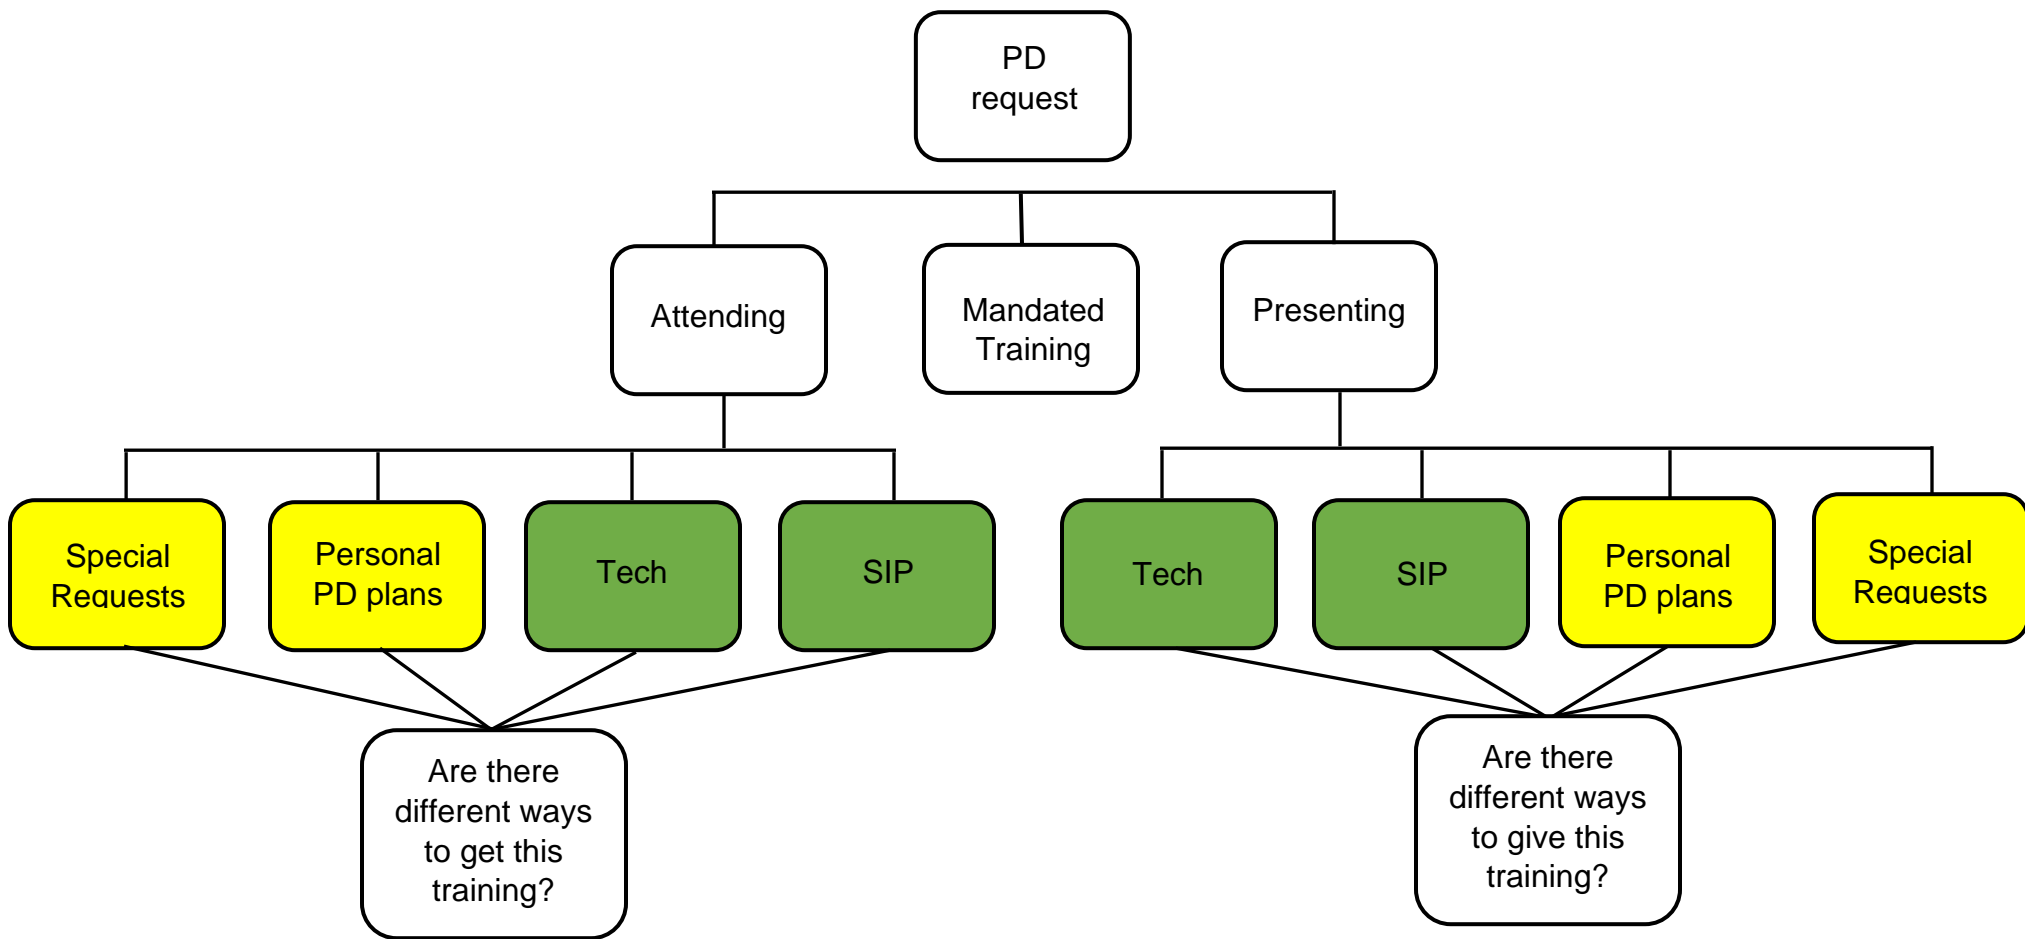 PD
request
Attending
Mandated
Training
Presenting
Special
Requests
Personal
PD plans
Tech
SIP
Tech
SIP
Personal
PD plans
Special
Requests
Are there
different ways
to get this
training?
Are there
different ways
to give this
training?